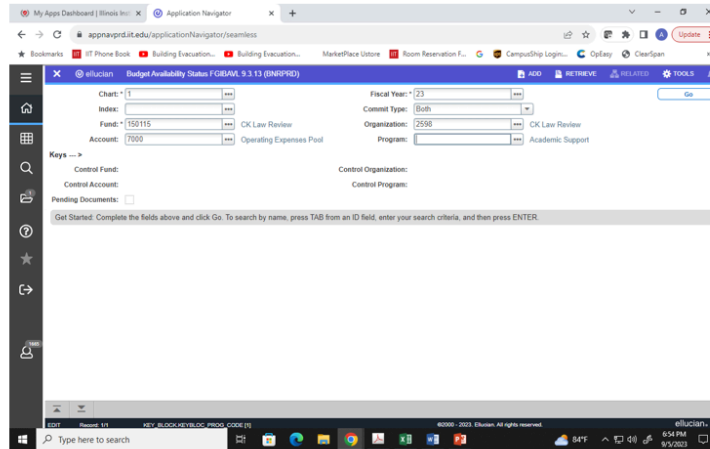 My Apps Dashboard | Illinois Insti
Application Navigator
appnavprd.iit.edu/applicationNavigator/seamless
Update
Bookmarks
IIT Phone Book
Building Evacuation...
Building Evacuation...
MarketPlace Ustore
Room Reservation F...
CampusShip Login...
OpEasy
ClearSpan
ellucian Budget Availability Status FGIBAVL 9.3.13 (BNRPRD)
ADD RETRIEVE RELATED TOOLS
Chart: * 1 Fiscal Year: * 23 Go
Index: Commit Type: Both
Fund: * 150115 CK Law Review Organization: 2598 CK Law Review
Account: 7000 Operating Expenses Pool Program: Academic Support
Keys --- >
Control Fund: Control Organization:
Control Account: Control Program:
Pending Documents:
Get Started: Complete the fields above and click Go. To search by name, press TAB from an ID field, enter your search criteria, and then press ENTER.
EDIT Record: 1/1 KEY_BLOCK.KEYBLOC_PROG_CODE [1] ©2000 - 2023. Ellucian. All rights reserved. ellucian.
Type here to search
84°F
6:54 PM
9/5/2023